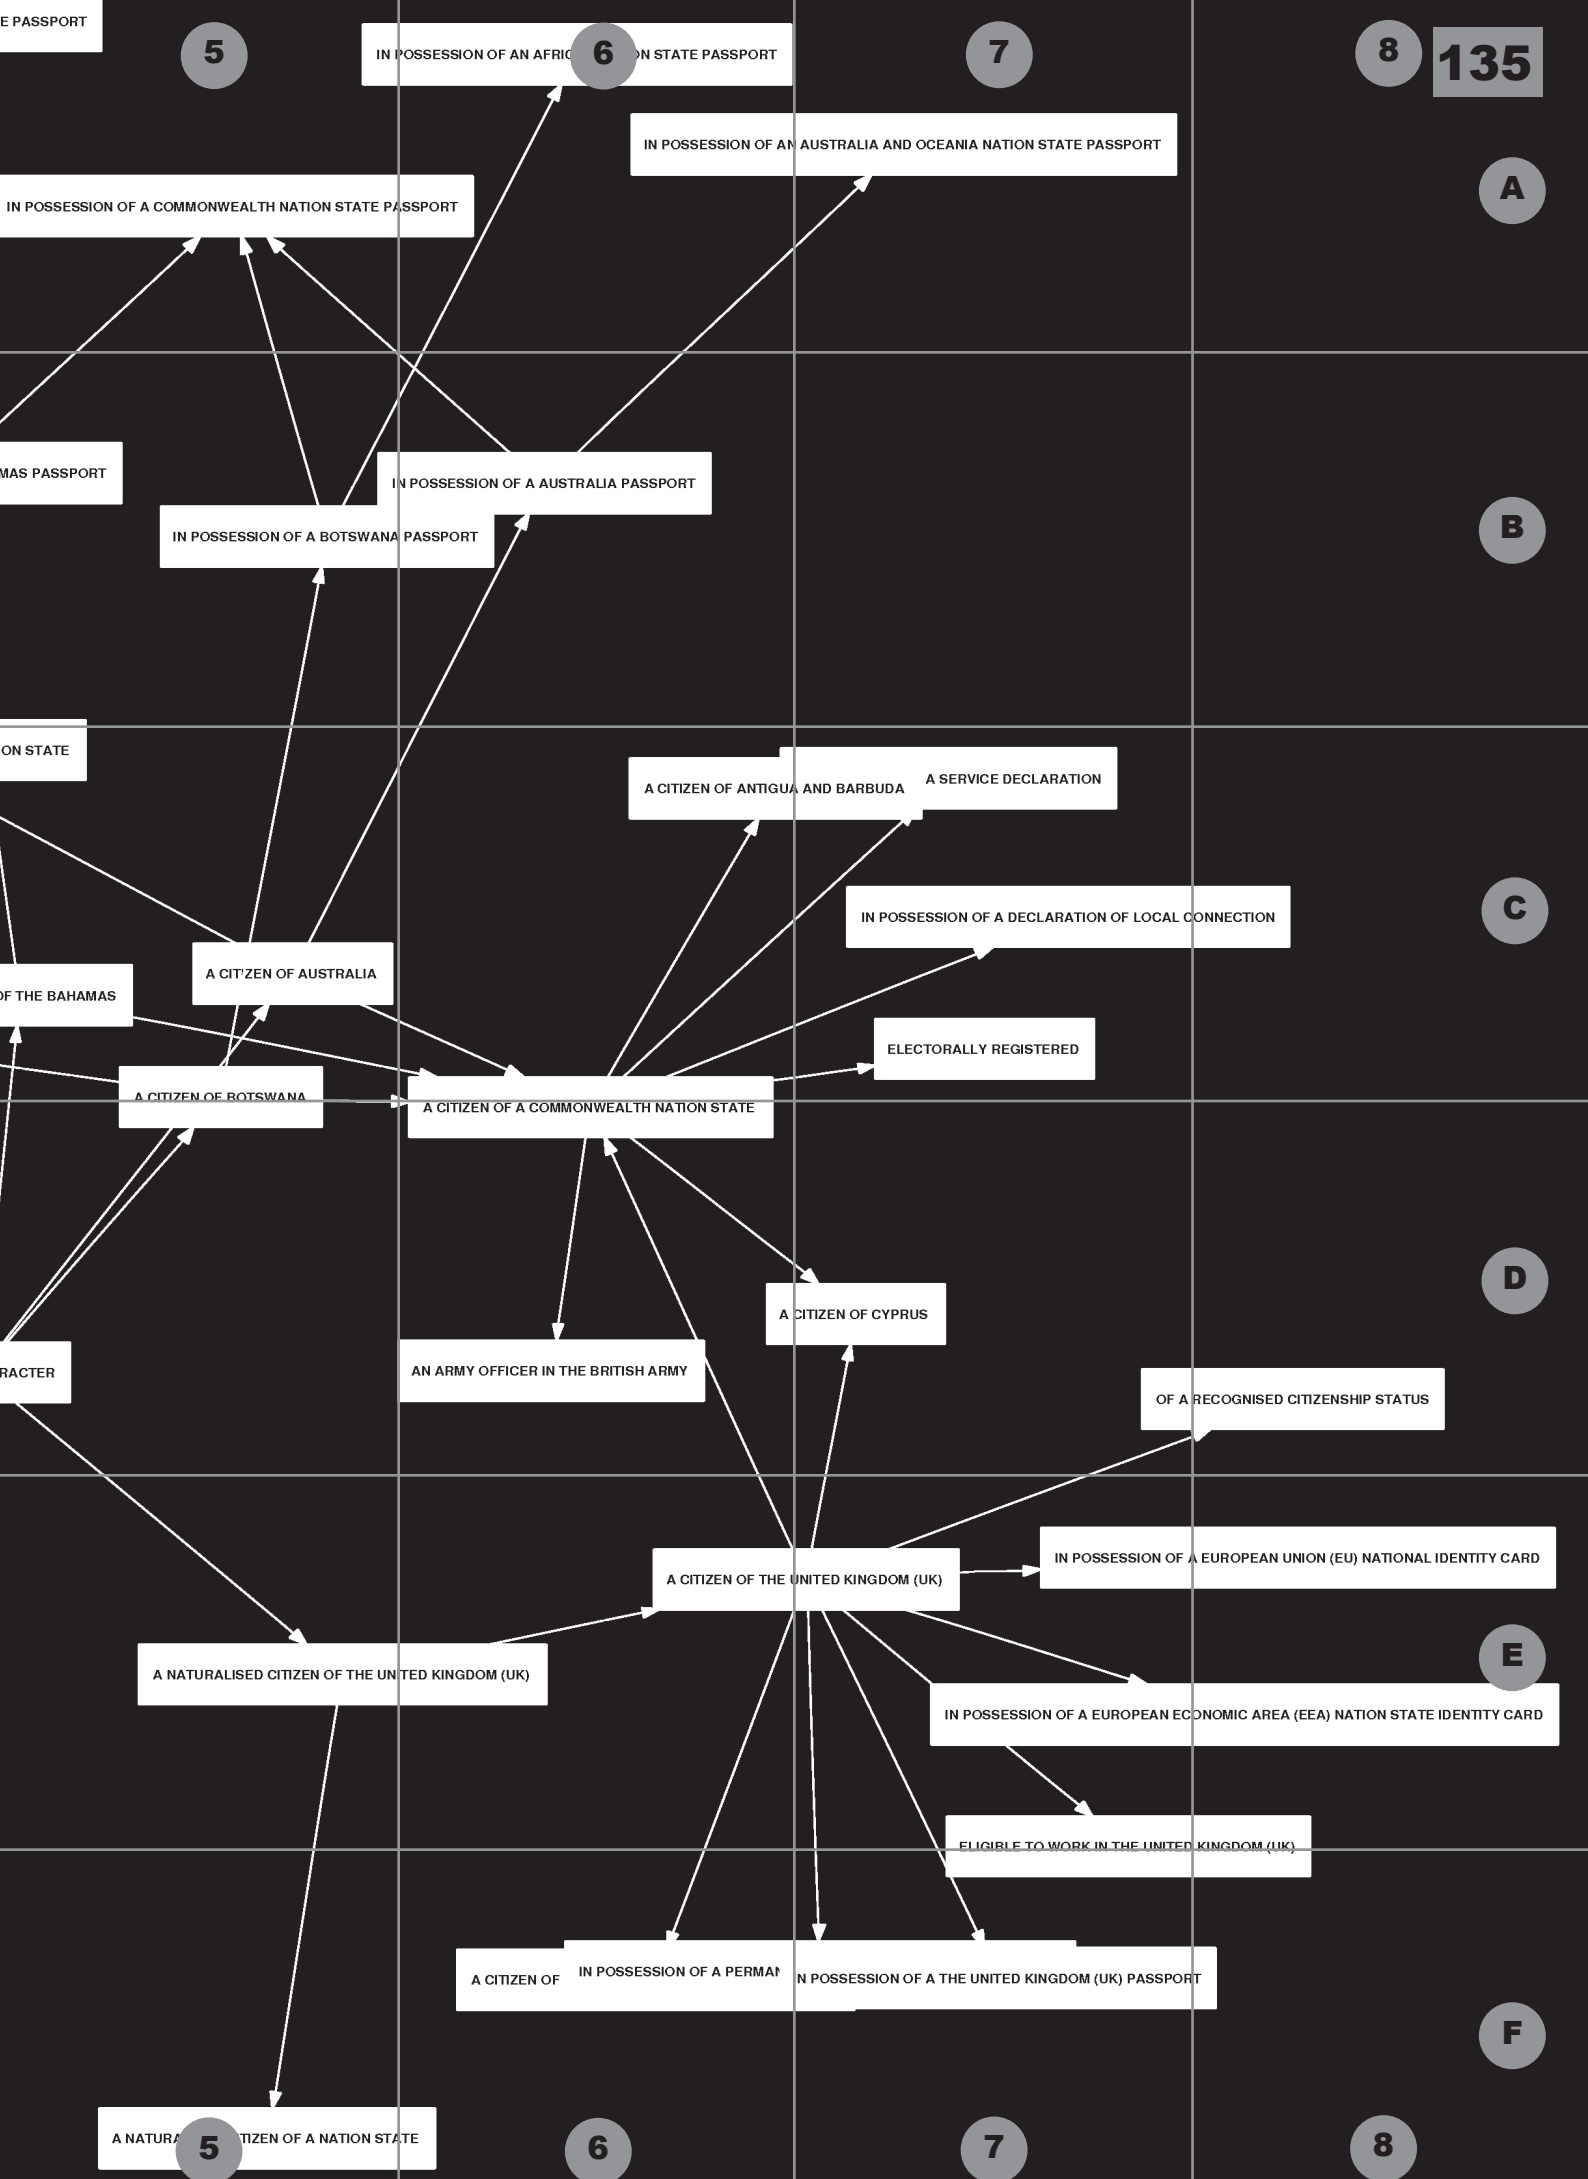 E PASSPORT
5
IN POSSESSION OF AN AFRIC
6
ON STATE PASSPORT
7
8
135
IN POSSESSION OF AN AUSTRALIA AND OCEANIA NATION STATE PASSPORT
A
IN POSSESSION OF A COMMONWEALTH NATION STATE PASSPORT
MAS PASSPORT
IN POSSESSION OF A AUSTRALIA PASSPORT
B
IN POSSESSION OF A BOTSWANA PASSPORT
ON STATE
A SERVICE DECLARATION
A CITIZEN OF ANTIGUA AND BARBUDA
C
IN POSSESSION OF A DECLARATION OF LOCAL CONNECTION
A CITIZEN OF AUSTRALIA
OF THE BAHAMAS
ELECTORALLY REGISTERED
A CITIZEN OF BOTSWANA
A CITIZEN OF A COMMONWEALTH NATION STATE
D
A CITIZEN OF CYPRUS
RACTER
AN ARMY OFFICER IN THE BRITISH ARMY
OF A RECOGNISED CITIZENSHIP STATUS
IN POSSESSION OF A EUROPEAN UNION (EU) NATIONAL IDENTITY CARD
A CITIZEN OF THE UNITED KINGDOM (UK)
E
A NATURALISED CITIZEN OF THE UNITED KINGDOM (UK)
IN POSSESSION OF A EUROPEAN ECONOMIC AREA (EEA) NATION STATE IDENTITY CARD
ELIGIBLE TO WORK IN THE UNITED KINGDOM (UK)
A CITIZEN OF
IN POSSESSION OF A PERMAN
N POSSESSION OF A THE UNITED KINGDOM (UK) PASSPORT
F
A NATURA
5
TIZEN OF A NATION STATE
6
7
8